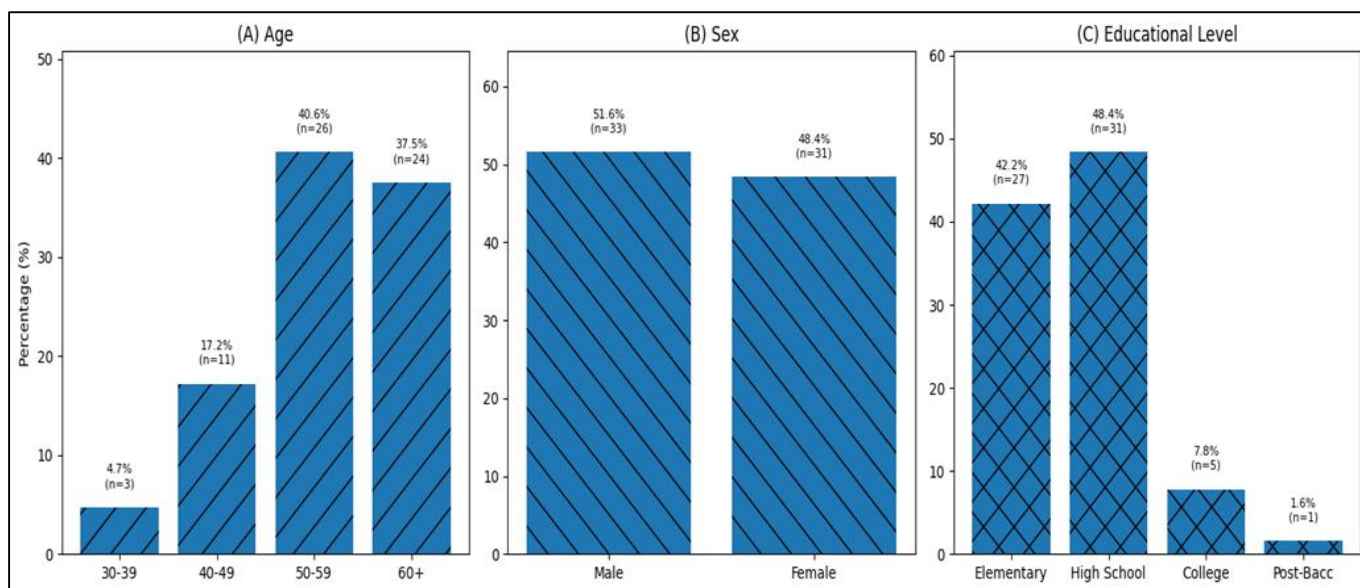 (A) Age
Percentage (%)
50
40
30
20
10
0
4.7%
(n=3)
17.2%
(n=11)
40.6%
(n=26)
37.5%
(n=24)
30-39
40-49
50-59
60+
(B) Sex
60
50
40
30
20
10
0
51.6%
(n=33)
48.4%
(n=31)
Male
Female
(C) Educational Level
60
50
40
30
20
10
0
42.2%
(n=27)
48.4%
(n=31)
7.8%
(n=5)
1.6%
(n=1)
Elementary
High School
College
Post-Bacc